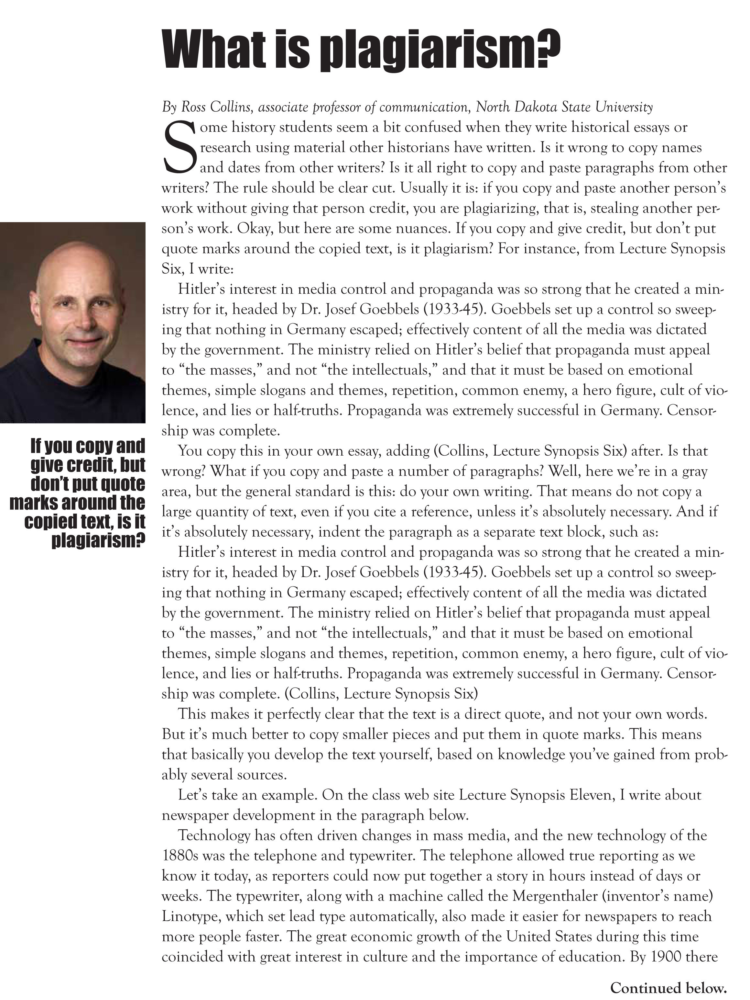 What is plagiarism?
By Ross Collins, associate professor of communication, North Dakota State University
Some history students seem a bit confused when they write historical essays or
research using material other historians have written. Is it wrong to copy names
and dates from other writers? Is it all right to copy and paste paragraphs from other
writers? The rule should be clear cut. Usually it is: if you copy and paste another person’s
work without giving that person credit, you are plagiarizing, that is, stealing another per-
son’s work. Okay, but here are some nuances. If you copy and give credit, but don’t put
quote marks around the copied text, is it plagiarism? For instance, from Lecture Synopsis
Six, I write:
Hitler’s interest in media control and propaganda was so strong that he created a min-
istry for it, headed by Dr. Josef Goebbels (1933-45). Goebbels set up a control so sweep-
ing that nothing in Germany escaped; effectively content of all the media was dictated
by the government. The ministry relied on Hitler’s belief that propaganda must appeal
to “the masses,” and not “the intellectuals,” and that it must be based on emotional
themes, simple slogans and themes, repetition, common enemy, a hero figure, cult of vio-
lence, and lies or half-truths. Propaganda was extremely successful in Germany. Censor-
ship was complete.
You copy this in your own essay, adding (Collins, Lecture Synopsis Six) after. Is that
wrong? What if you copy and paste a number of paragraphs? Well, here we’re in a gray
area, but the general standard is this: do your own writing. That means do not copy a
large quantity of text, even if you cite a reference, unless it’s absolutely necessary. And if
it’s absolutely necessary, indent the paragraph as a separate text block, such as:
Hitler’s interest in media control and propaganda was so strong that he created a min-
istry for it, headed by Dr. Josef Goebbels (1933-45). Goebbels set up a control so sweep-
ing that nothing in Germany escaped; effectively content of all the media was dictated
by the government. The ministry relied on Hitler’s belief that propaganda must appeal
to “the masses,” and not “the intellectuals,” and that it must be based on emotional
themes, simple slogans and themes, repetition, common enemy, a hero figure, cult of vio-
lence, and lies or half-truths. Propaganda was extremely successful in Germany. Censor-
ship was complete. (Collins, Lecture Synopsis Six)
This makes it perfectly clear that the text is a direct quote, and not your own words.
But it’s much better to copy smaller pieces and put them in quote marks. This means
that basically you develop the text yourself, based on knowledge you’ve gained from prob-
ably several sources.
Let’s take an example. On the class web site Lecture Synopsis Eleven, I write about
newspaper development in the paragraph below.
Technology has often driven changes in mass media, and the new technology of the
1880s was the telephone and typewriter. The telephone allowed true reporting as we
know it today, as reporters could now put together a story in hours instead of days or
weeks. The typewriter, along with a machine called the Mergenthaler (inventor’s name)
Linotype, which set lead type automatically, also made it easier for newspapers to reach
more people faster. The great economic growth of the United States during this time
coincided with great interest in culture and the importance of education. By 1900 there
Continued below.
If you copy and
give credit, but
don’t put quote
marks around the
copied text, is it
plagiarism?